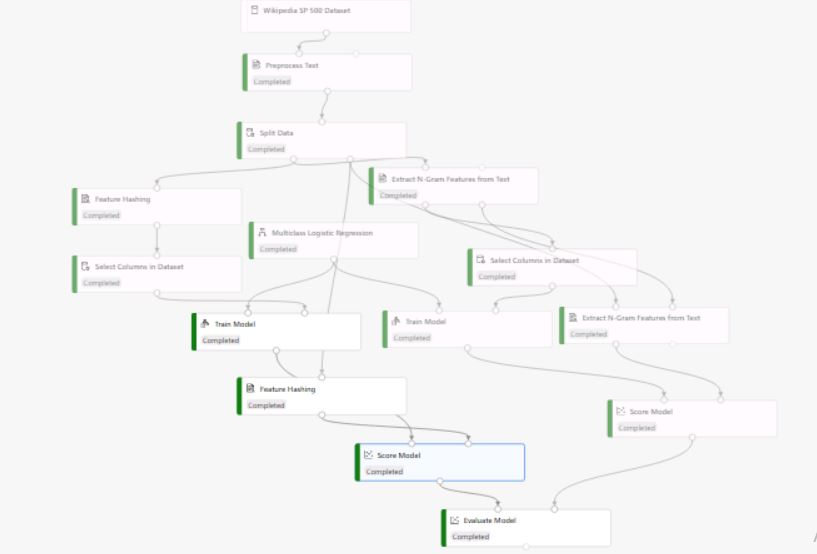 Wikipedia SP 500 Dataset
Preprocess Text
Completed
Split Data
Completed
Extract N-Gram Features from Text
Completed
Feature Hashing
Completed
Multiclass Logistic Regression
Completed
Select Columns in Dataset
Completed
Select Columns in Dataset
Completed
Train Model
Completed
Train Model
Completed
Extract N-Gram Features from Text
Completed
Feature Hashing
Completed
Score Model
Completed
Score Model
Completed
Evaluate Model
Completed